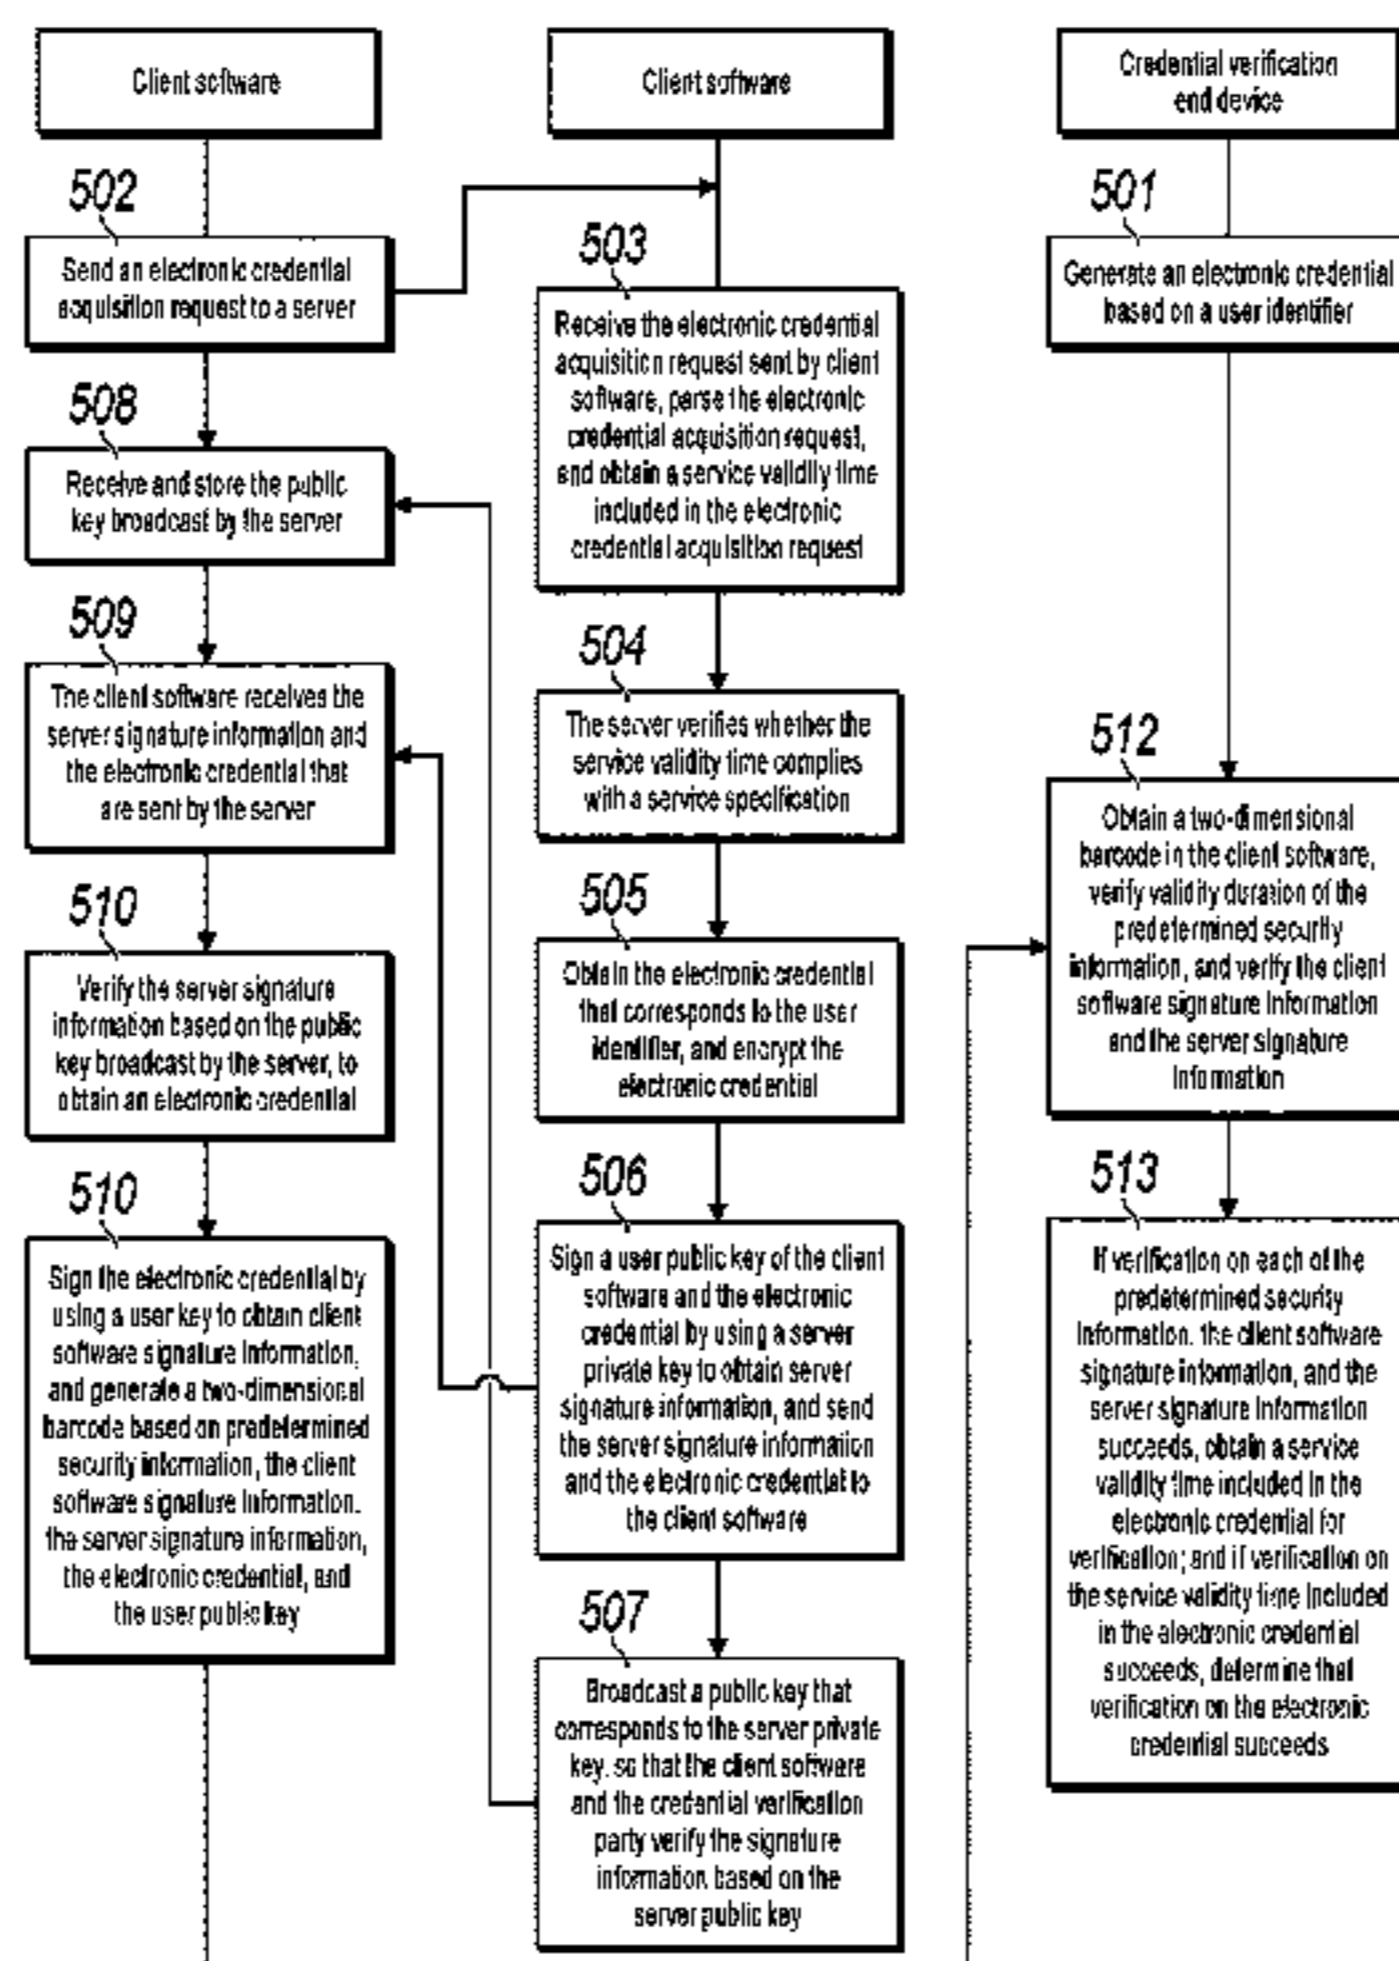 Client software
502
Send an electronic credential
acquisition request to a server
508
Receive and store the public
key broadcast by the server
509
The client software receives the
server signature information and
the electronic credential that
are sent by the server
510
Verify the server signature
information based on the public
key broadcast by the server, to
obtain an electronic credential
510
Sign the electronic credential by
using a user key to obtain client
software signature information,
and generate a two-dimensional
barcode based on predetermined
security information, the client
software signature information.
the server signature information,
the electronic credential, and
the user public key
Client software
503
Receive the electronic credential
acquisition request sent by client
software, parse the electronic
credential acquisition request,
and obtain a service validity time
included in the electronic
credential acquisition request
504
The server verifies whether the
service validity time complies
with a service specification
505
Obtain the electronic credential
that corresponds to the user
identifier, and encrypt the
electronic credential
506
Sign a user public key of the client
software and the electronic
credential by using a server
private key to obtain server
signature information, and send
the server signature information
and the electronic credential to
the client software
507
Broadcast a public key that
corresponds to the server private
key, so that the client software
and the credential verification
party verify the signature
information based on the
server public key
Credential verification
end device
501
Generate an electronic credential
based on a user identifier
512
Obtain a two-dimensional
barcode in the client software,
verify validity duration of the
predetermined security
information, and verify the client
software signature information
and the server signature
information
513
If verification on each of the
predetermined security
information, the client software
signature information, and the
server signature information
succeeds, obtain a service
validity time included in the
electronic credential for
verification; and if verification on
the service validity time included
in the electronic credential
succeeds, determine that
verification on the electronic
credential succeeds